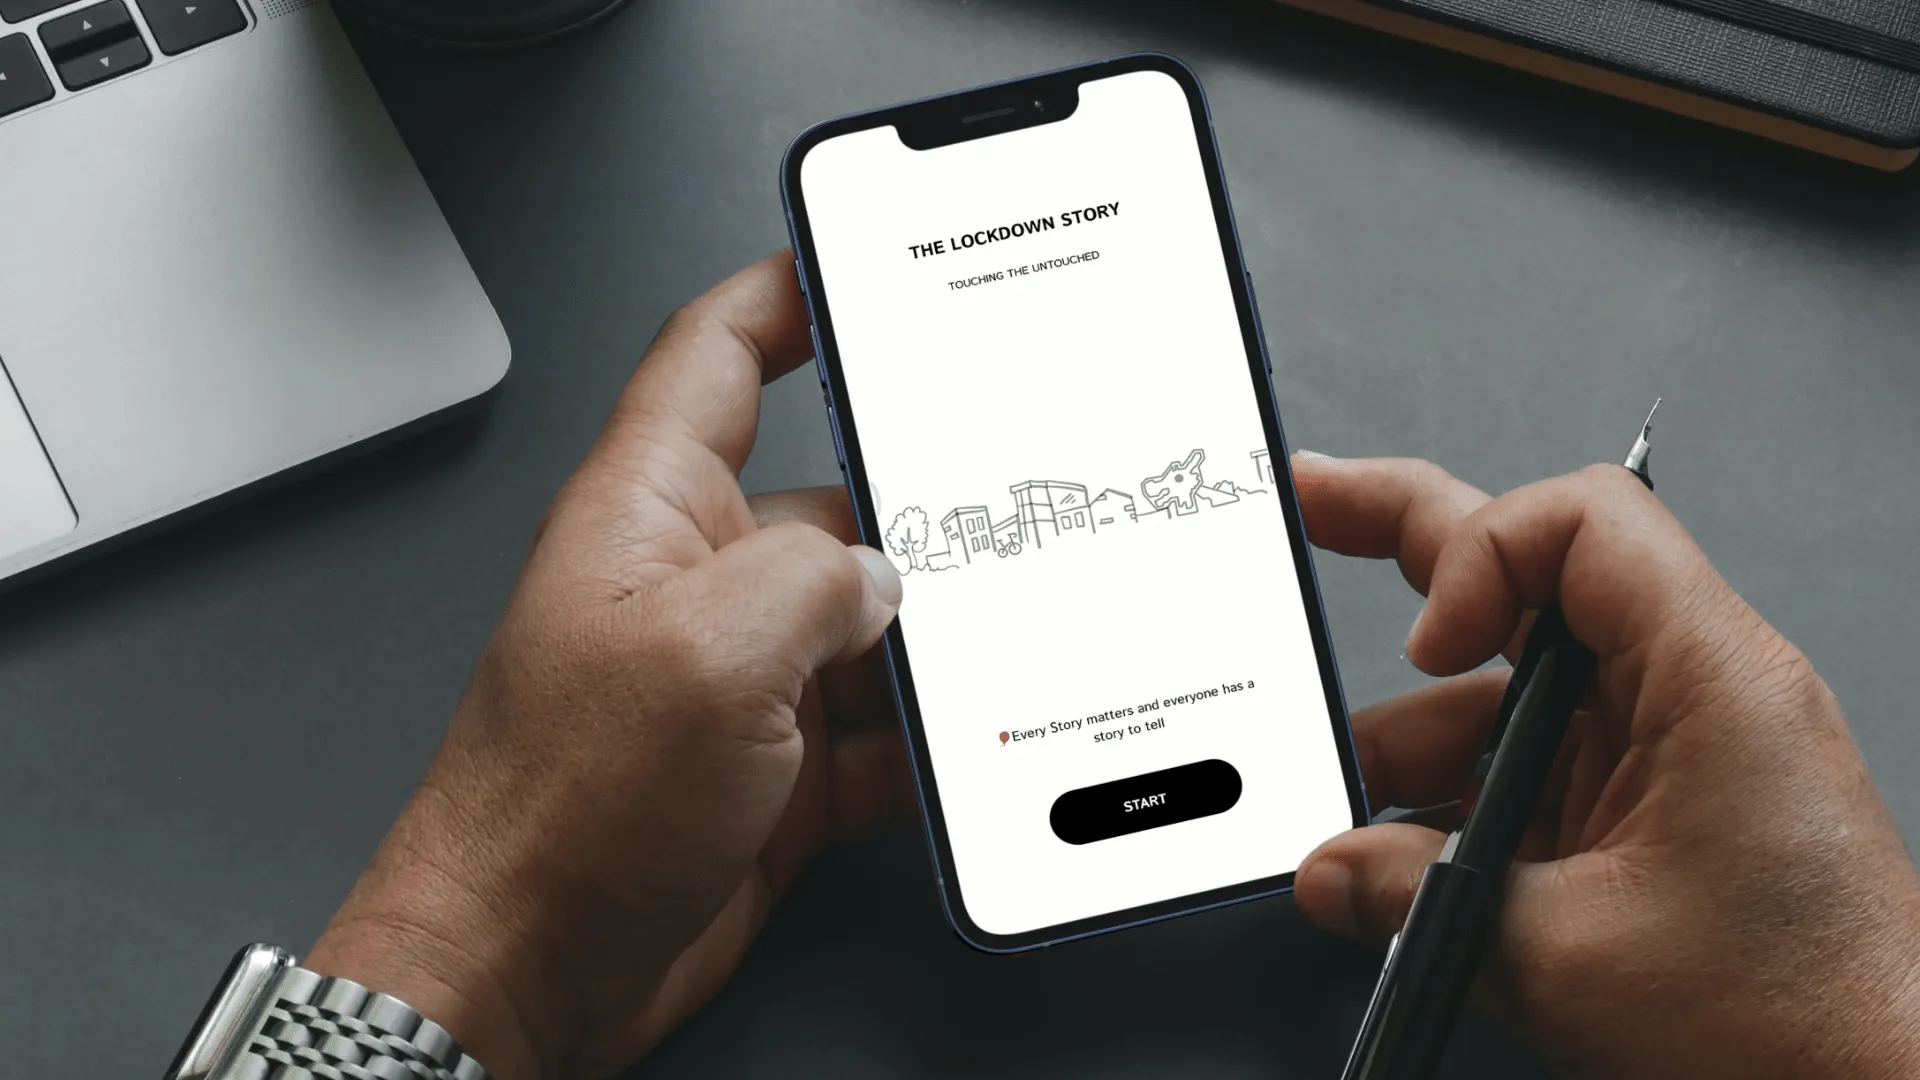 THE LOCKDOWN STORY
TOUCHING THE UNTOUCHED
Every Story matters and everyone has a
story to tell
START